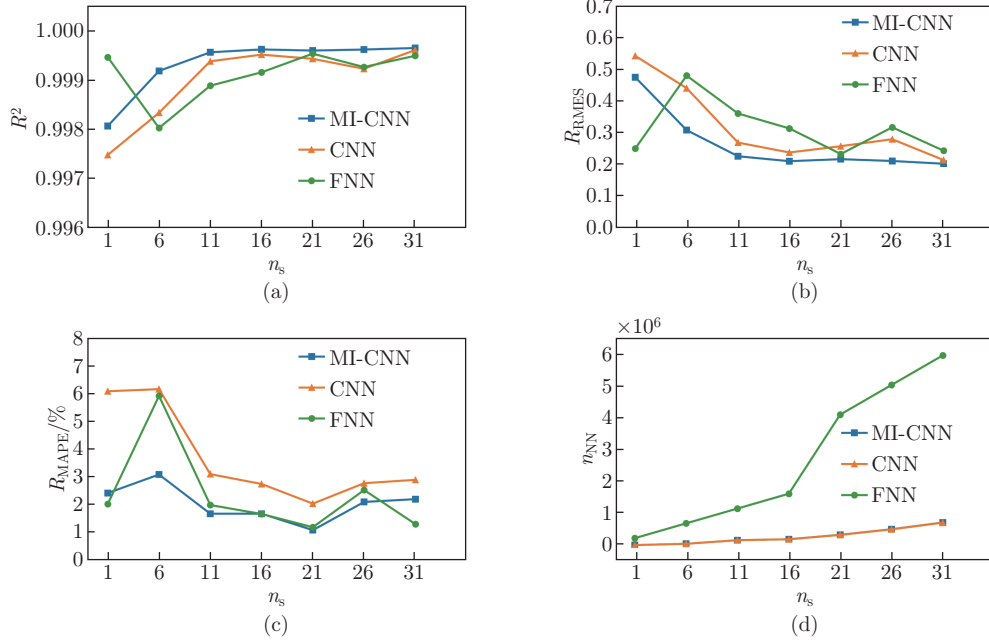 1.000
0.999
0.998
0.997
0.996
R²
MI-CNN
CNN
FNN
1 6 11 16 21 26 31
nₛ
(a)
0.7
0.6
0.5
0.4
0.3
0.2
0.1
0.0
R_RMES
MI-CNN
CNN
FNN
1 6 11 16 21 26 31
nₛ
(b)
8
7
6
5
4
3
2
1
0
R_MAPE/%
MI-CNN
CNN
FNN
1 6 11 16 21 26 31
nₛ
(c)
×10⁶
6
5
4
3
2
1
0
n_NN
MI-CNN
CNN
FNN
1 6 11 16 21 26 31
nₛ
(d)